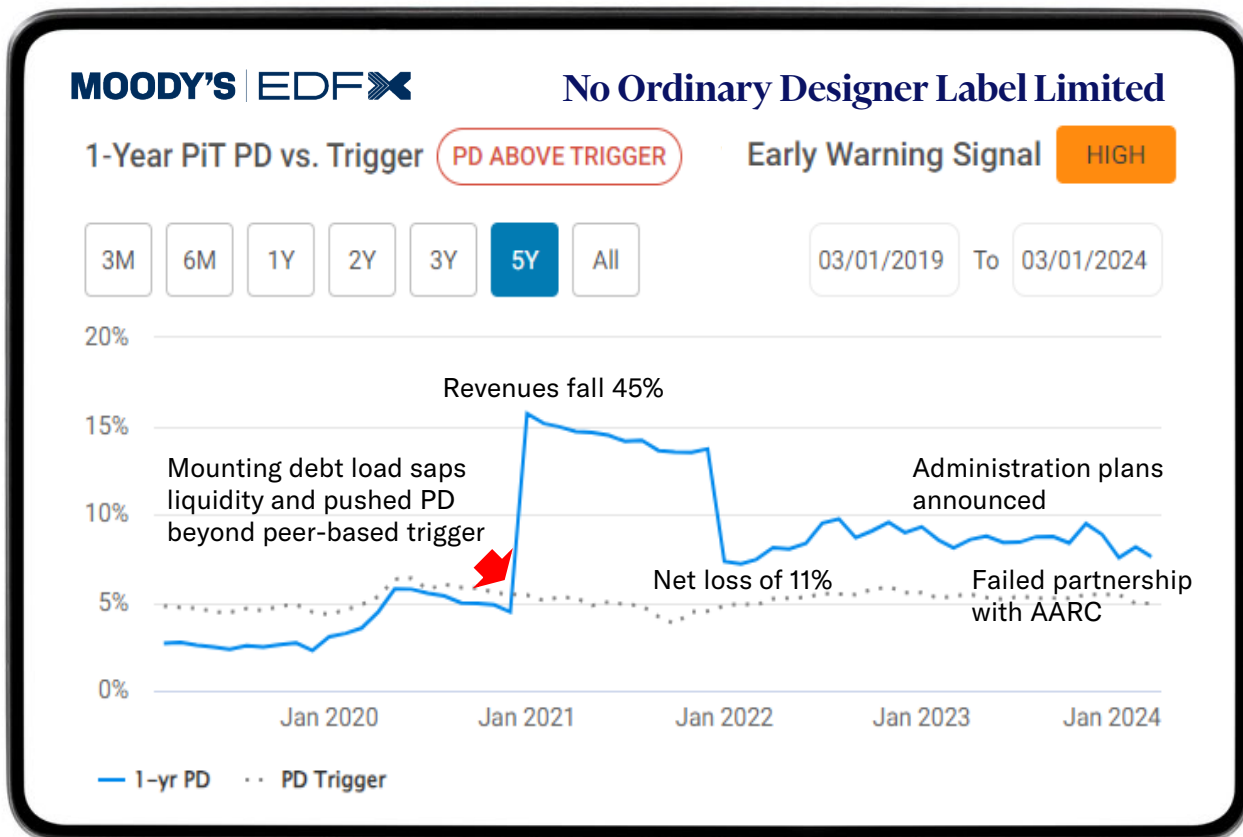 MOODY'S | EDFX
No Ordinary Designer Label Limited
1-Year PiT PD vs. Trigger
PD ABOVE TRIGGER
Early Warning Signal
HIGH
3M
6M
1Y
2Y
3Y
5Y
All
03/01/2019 To 03/01/2024
20%
15%
10%
5%
0%
Revenues fall 45%
Mounting debt load saps
liquidity and pushed PD
beyond peer-based trigger
Administration plans
announced
Net loss of 11%
Failed partnership
with AARC
Jan 2020
Jan 2021
Jan 2022
Jan 2023
Jan 2024
1-yr PD
PD Trigger